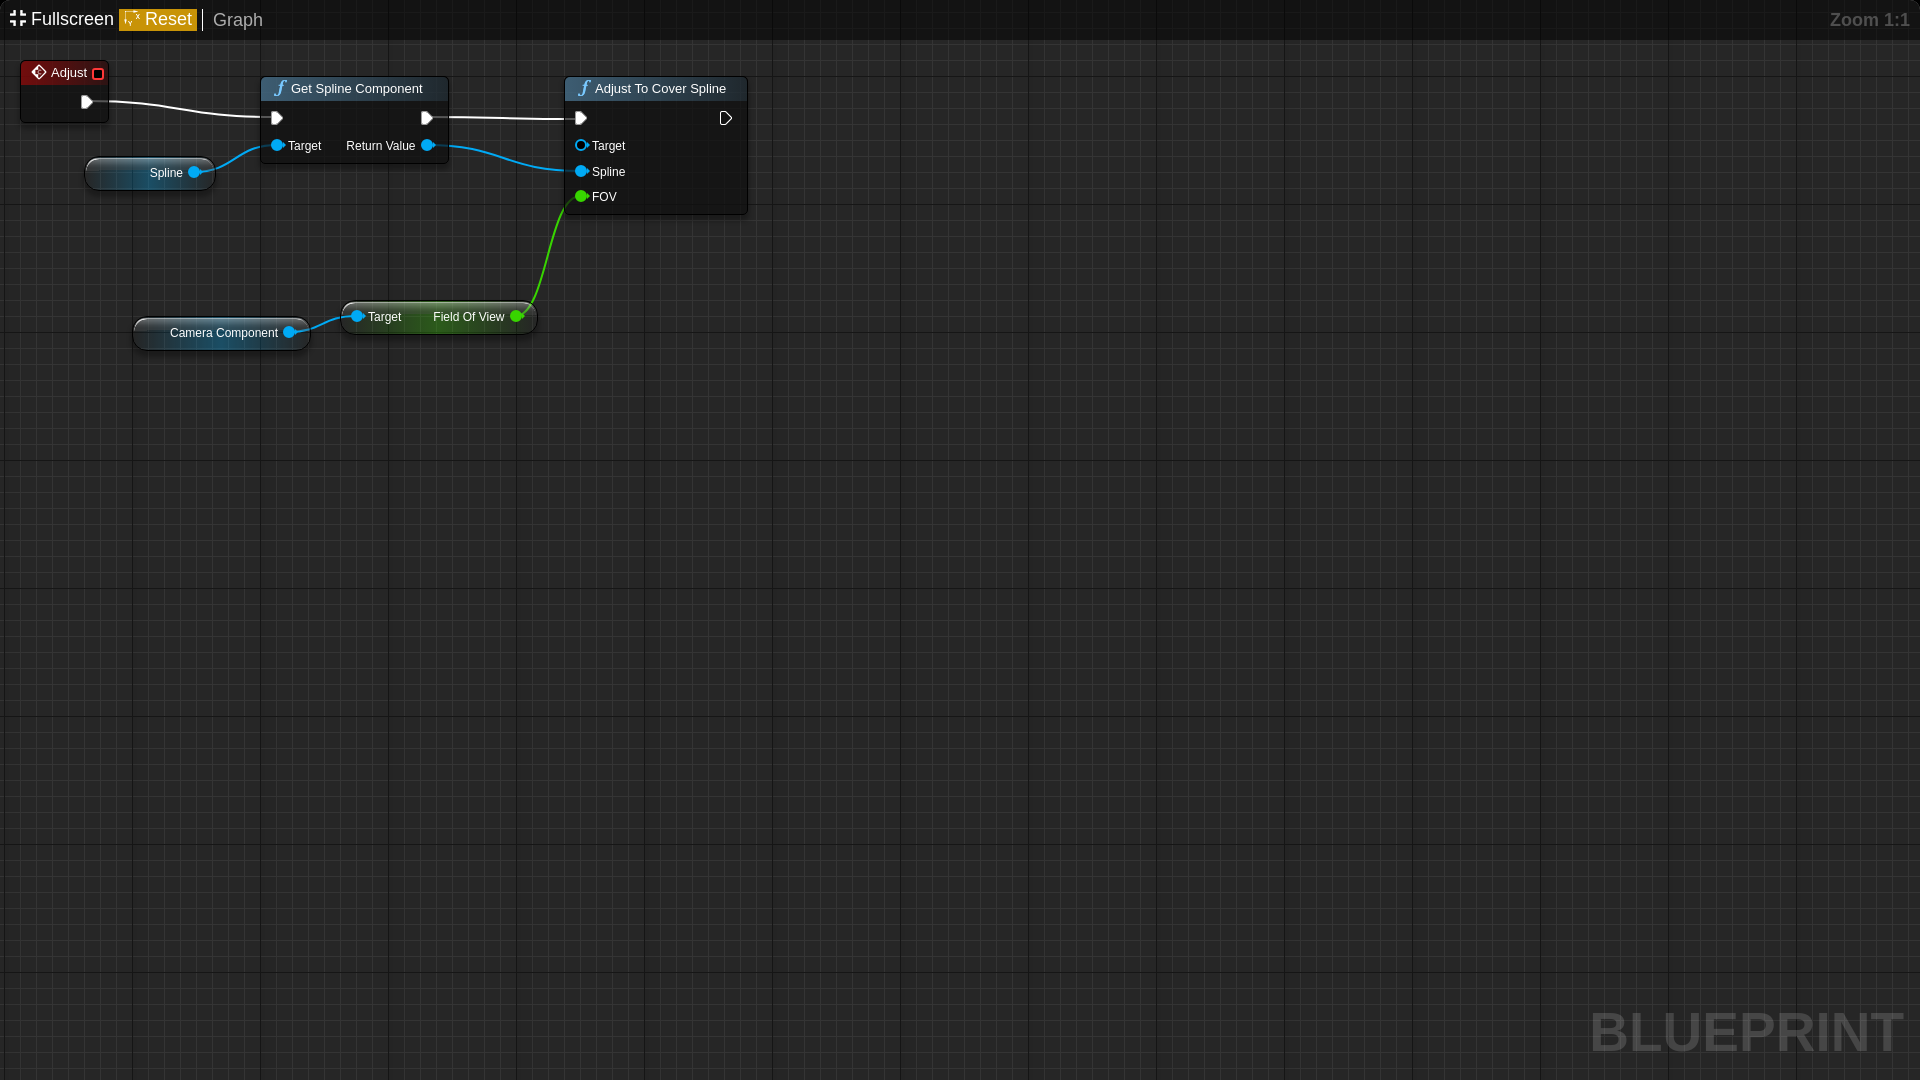 Fullscreen Reset Graph Zoom 1:1
Adjust
Get Spline Component
Target Return Value
Spline
Adjust To Cover Spline
Target
Spline
FOV
Camera Component
Target Field Of View
BLUEPRINT